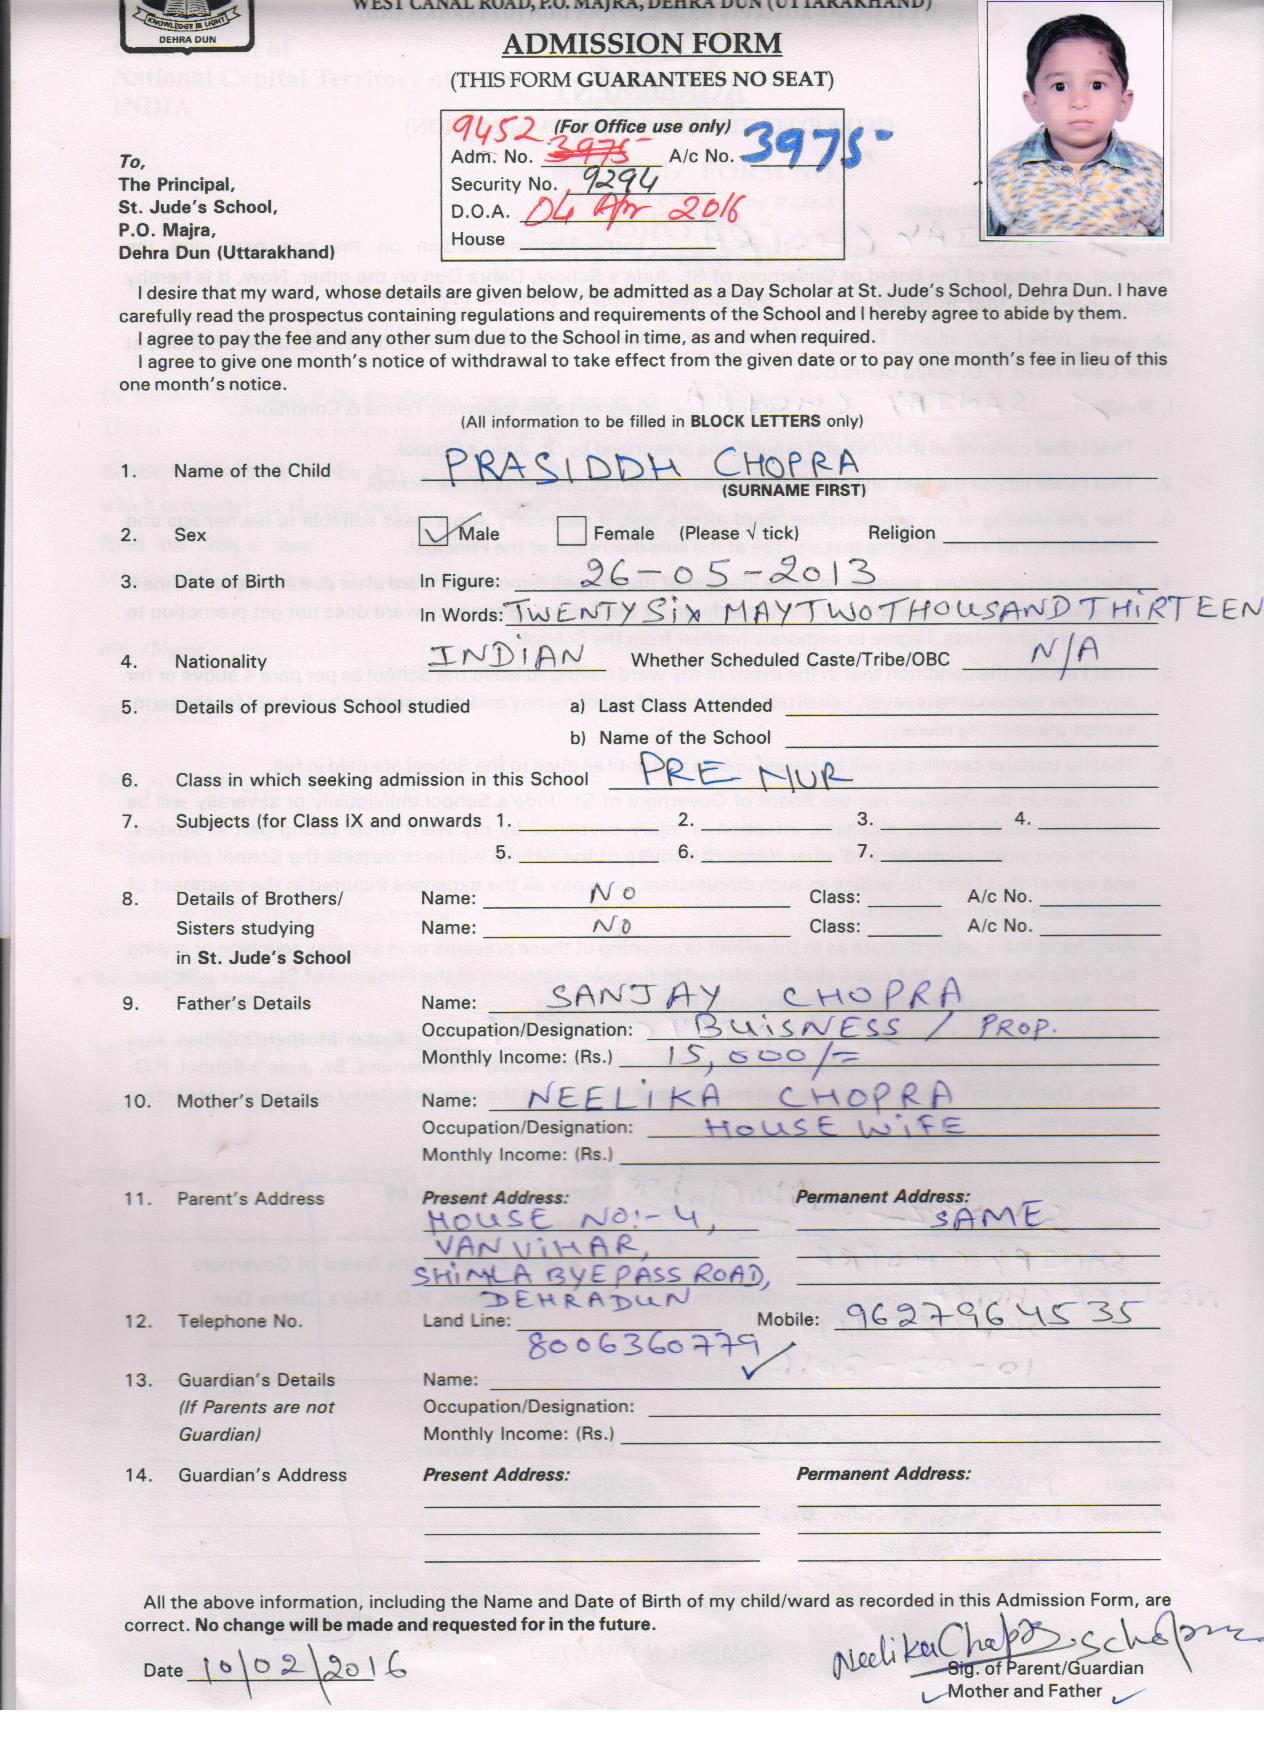 WEST CANAL ROAD, P.O. MAJRA, DEHRA DUN (UTTARAKHAND)
KNOWLEDGE IS LIGHT
DEHRA DUN
ADMISSION FORM
(THIS FORM GUARANTEES NO SEAT)
9452 (For Office use only)
Adm. No. 3975 A/c No. 3975
Security No. 9294
D.O.A. 04 Apr 2016
House
To,
The Principal,
St. Jude's School,
P.O. Majra,
Dehra Dun (Uttarakhand)
I desire that my ward, whose details are given below, be admitted as a Day Scholar at St. Jude's School, Dehra Dun. I have
carefully read the prospectus containing regulations and requirements of the School and I hereby agree to abide by them.
I agree to pay the fee and any other sum due to the School in time, as and when required.
I agree to give one month's notice of withdrawal to take effect from the given date or to pay one month's fee in lieu of this
one month's notice.
(All information to be filled in BLOCK LETTERS only)
1. Name of the Child PRASIDDH CHOPRA
(SURNAME FIRST)
2. Sex Male Female (Please √ tick) Religion
3. Date of Birth In Figure: 26-05-2013
In Words: TWENTY SIX MAY TWO THOUSAND THIRTEEN
4. Nationality INDIAN Whether Scheduled Caste/Tribe/OBC N/A
5. Details of previous School studied a) Last Class Attended
b) Name of the School
6. Class in which seeking admission in this School PRE NUR
7. Subjects (for Class IX and onwards 1. 2. 3. 4.
5. 6. 7.
8. Details of Brothers/ Name: NO Class: A/c No.
Sisters studying Name: NO Class: A/c No.
in St. Jude's School
9. Father's Details Name: SANJAY CHOPRA
Occupation/Designation: BUISNESS / PROP.
Monthly Income: (Rs.) 15,000/=
10. Mother's Details Name: NEELIKA CHOPRA
Occupation/Designation: HOUSE WIFE
Monthly Income: (Rs.)
11. Parent's Address Present Address: Permanent Address:
HOUSE NO:- 4, SAME
VAN VIHAR,
SHIMLA BYE PASS ROAD,
DEHRADUN
12. Telephone No. Land Line: Mobile: 9627964535
8006360779
13. Guardian's Details Name:
(If Parents are not Occupation/Designation:
Guardian) Monthly Income: (Rs.)
14. Guardian's Address Present Address: Permanent Address:
All the above information, including the Name and Date of Birth of my child/ward as recorded in this Admission Form, are
correct. No change will be made and requested for in the future.
Neelika Chopra Schopra
Date 10/02/2016 Sig. of Parent/Guardian
Mother and Father